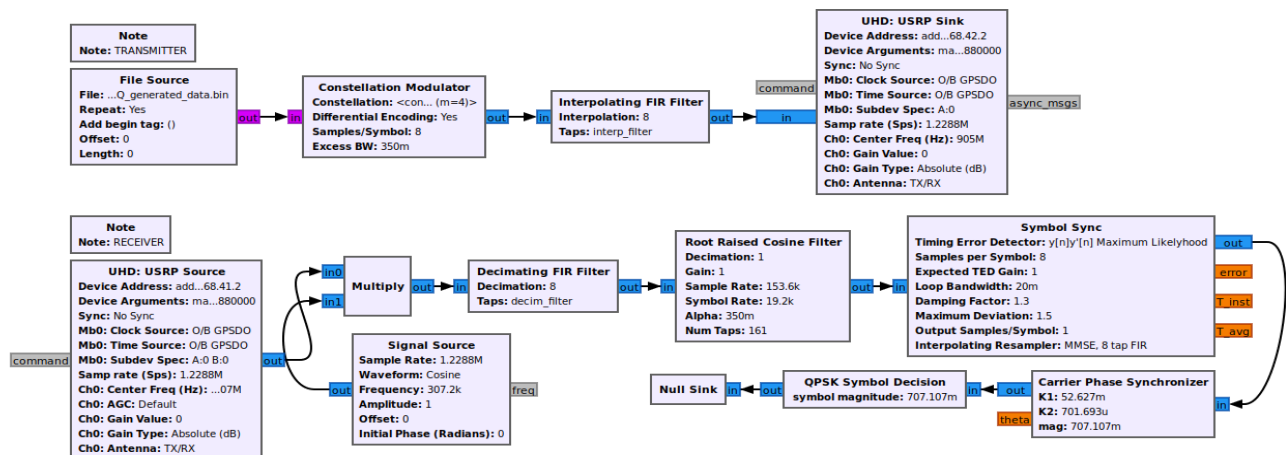 Note
Note: TRANSMITTER
File Source
File: ...Q_generated_data.bin
Repeat: Yes
Add begin tag: ()
Offset: 0
Length: 0
out
in
Constellation Modulator
Constellation: <con... (m=4)>
Differential Encoding: Yes
Samples/Symbol: 8
Excess BW: 350m
out
in
Interpolating FIR Filter
Interpolation: 8
Taps: interp_filter
out
command
in
UHD: USRP Sink
Device Address: add...68.42.2
Device Arguments: ma...880000
Sync: No Sync
Mb0: Clock Source: O/B GPSDO
Mb0: Time Source: O/B GPSDO
Mb0: Subdev Spec: A:0
Samp rate (Sps): 1.2288M
Ch0: Center Freq (Hz): 905M
Ch0: Gain Value: 0
Ch0: Gain Type: Absolute (dB)
Ch0: Antenna: TX/RX
async_msgs
Note
Note: RECEIVER
command
UHD: USRP Source
Device Address: add...68.41.2
Device Arguments: ma...880000
Sync: No Sync
Mb0: Clock Source: O/B GPSDO
Mb0: Time Source: O/B GPSDO
Mb0: Subdev Spec: A:0 B:0
Samp rate (Sps): 1.2288M
Ch0: Center Freq (Hz): ...07M
Ch0: AGC: Default
Ch0: Gain Value: 0
Ch0: Gain Type: Absolute (dB)
Ch0: Antenna: TX/RX
out
in0
in1
Multiply
out
Signal Source
Sample Rate: 1.2288M
Waveform: Cosine
Frequency: 307.2k
Amplitude: 1
Offset: 0
Initial Phase (Radians): 0
out
freq
in
Decimating FIR Filter
Decimation: 8
Taps: decim_filter
out
in
Root Raised Cosine Filter
Decimation: 1
Gain: 1
Sample Rate: 153.6k
Symbol Rate: 19.2k
Alpha: 350m
Num Taps: 161
out
in
Symbol Sync
Timing Error Detector: y[n]y'[n] Maximum Likelyhood
Samples per Symbol: 8
Expected TED Gain: 1
Loop Bandwidth: 20m
Damping Factor: 1.3
Maximum Deviation: 1.5
Output Samples/Symbol: 1
Interpolating Resampler: MMSE, 8 tap FIR
out
error
T_inst
T_avg
Null Sink
in
out
QPSK Symbol Decision
symbol magnitude: 707.107m
in
out
theta
Carrier Phase Synchronizer
K1: 52.627m
K2: 701.693u
mag: 707.107m
in